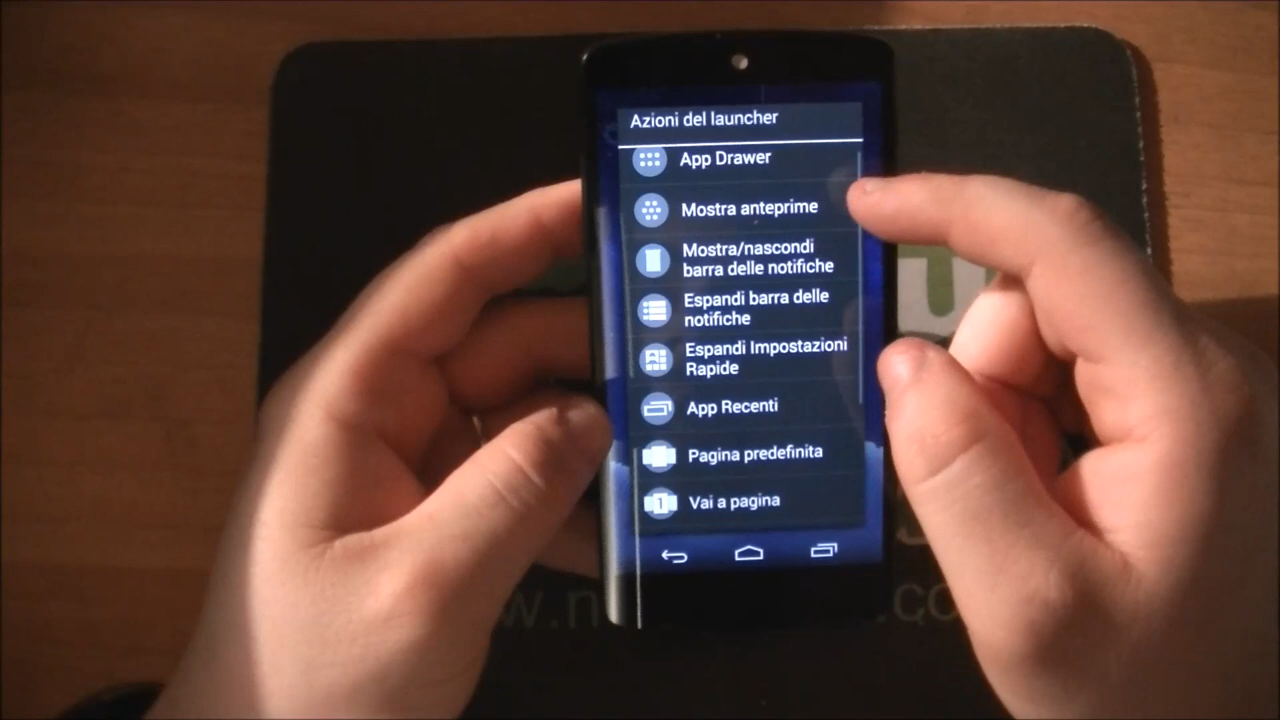 Azioni del launcher
App Drawer
Mostra anteprime
Mostra/nascondi
barra delle notifiche
Espandi barra delle
notifiche
Espandi Impostazioni
Rapide
App Recenti
Pagina predefinita
1 Vai a pagina